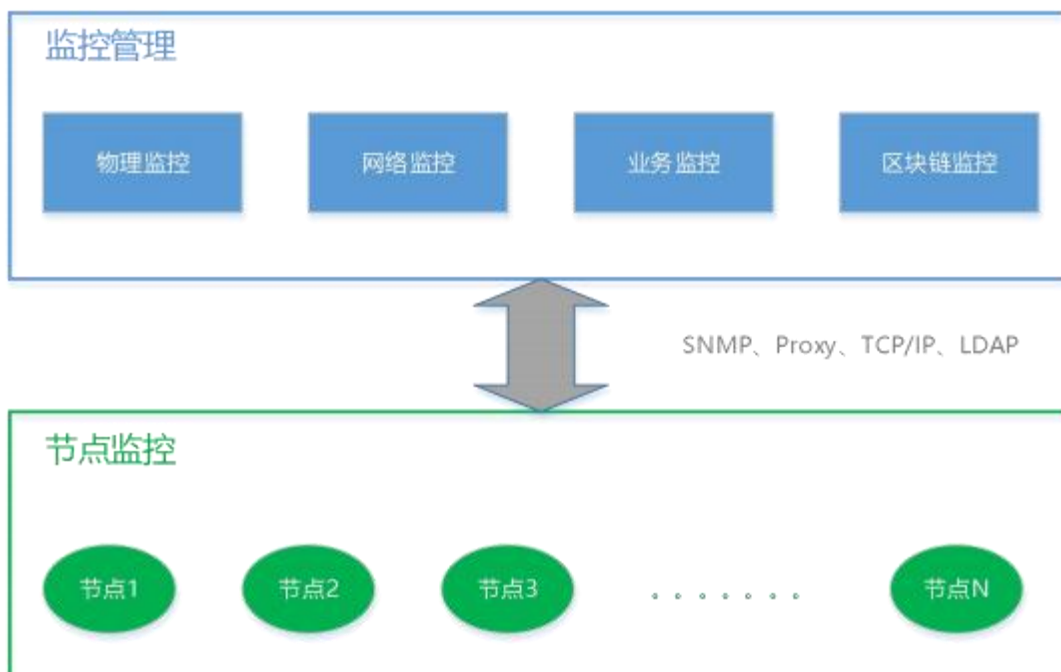 监控管理
物理监控
网络监控
业务监控
区块链监控
SNMP、Proxy、TCP/IP、LDAP
节点监控
节点1
节点2
节点3
。。。。。。。
节点N